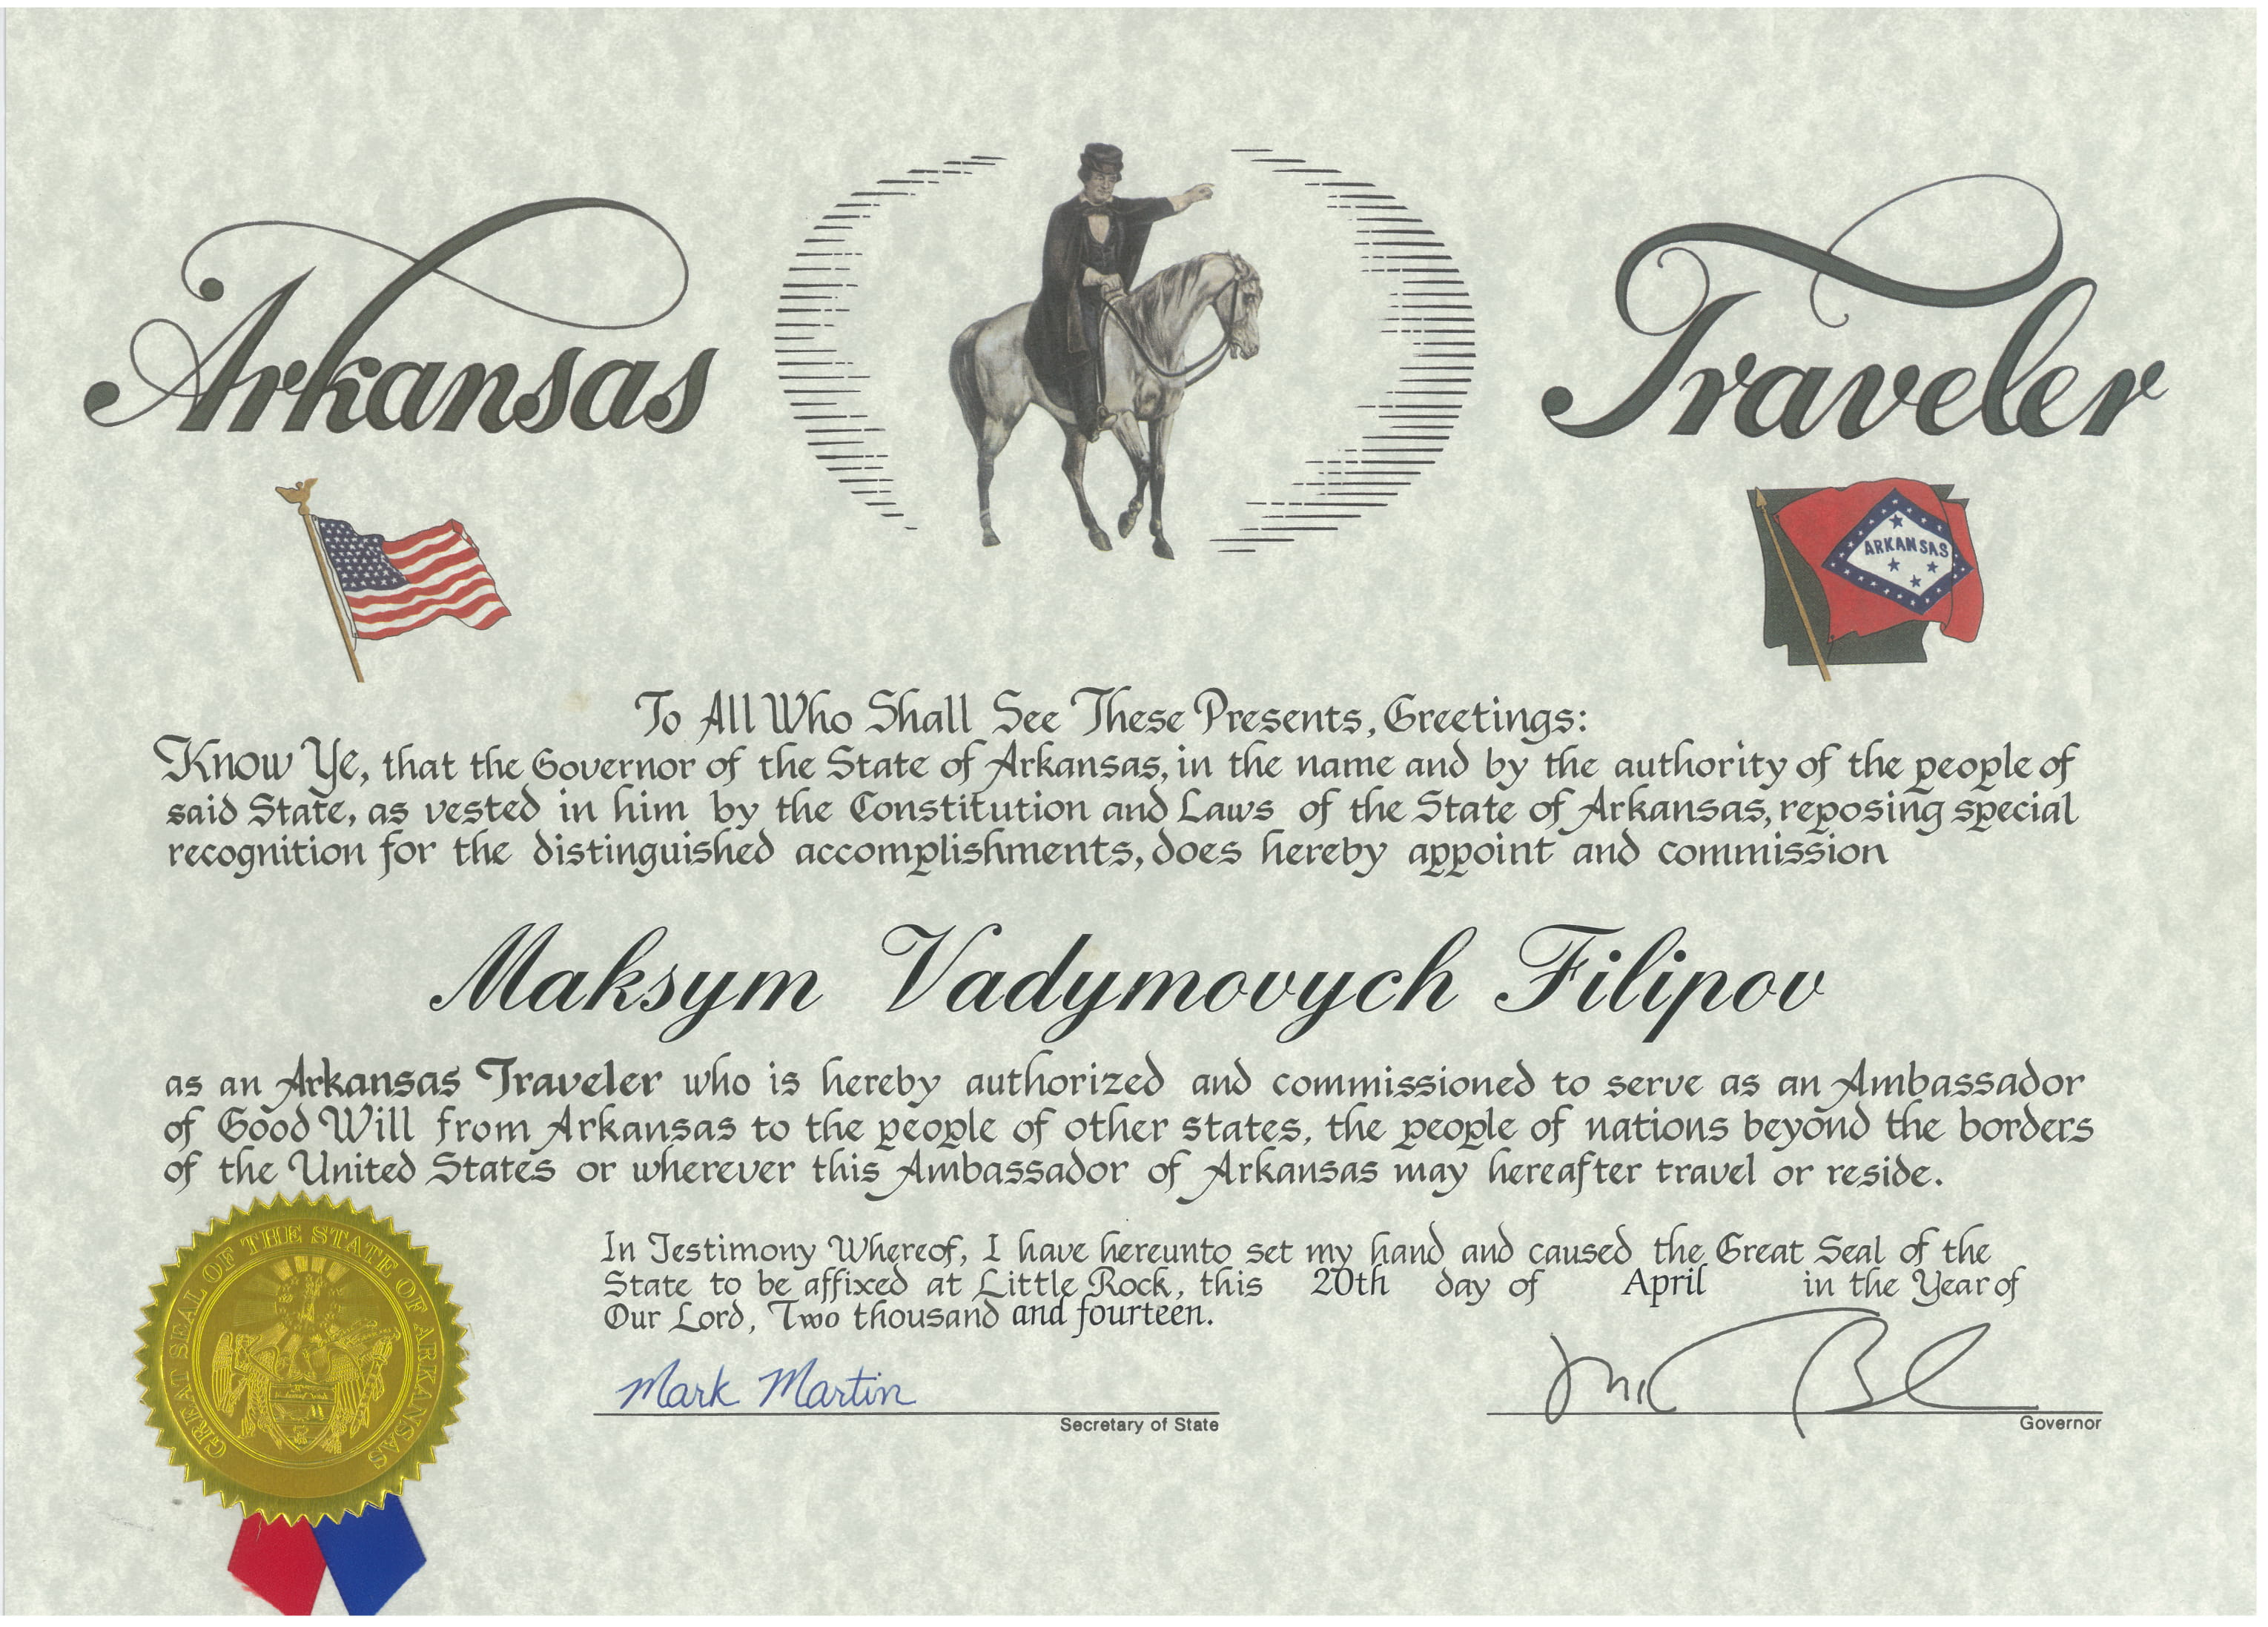 Arkansas Traveler
ARKANSAS
To All Who Shall See These Presents, Greetings:
Know Ye, that the Governor of the State of Arkansas, in the name and by the authority of the people of
said State, as vested in him by the Constitution and Laws of the State of Arkansas, reposing special
recognition for the distinguished accomplishments, does hereby appoint and commission
Maksym Vadymovych Filipov
as an Arkansas Traveler who is hereby authorized and commissioned to serve as an Ambassador
of Good Will from Arkansas to the people of other states, the people of nations beyond the borders
of the United States or wherever this Ambassador of Arkansas may hereafter travel or reside.
In Testimony Whereof, I have hereunto set my hand and caused the Great Seal of the
State to be affixed at Little Rock, this 20th day of April in the Year of
Our Lord, Two thousand and fourteen.
GREAT SEAL OF THE STATE OF ARKANSAS
Mark Martin
Secretary of State
Governor